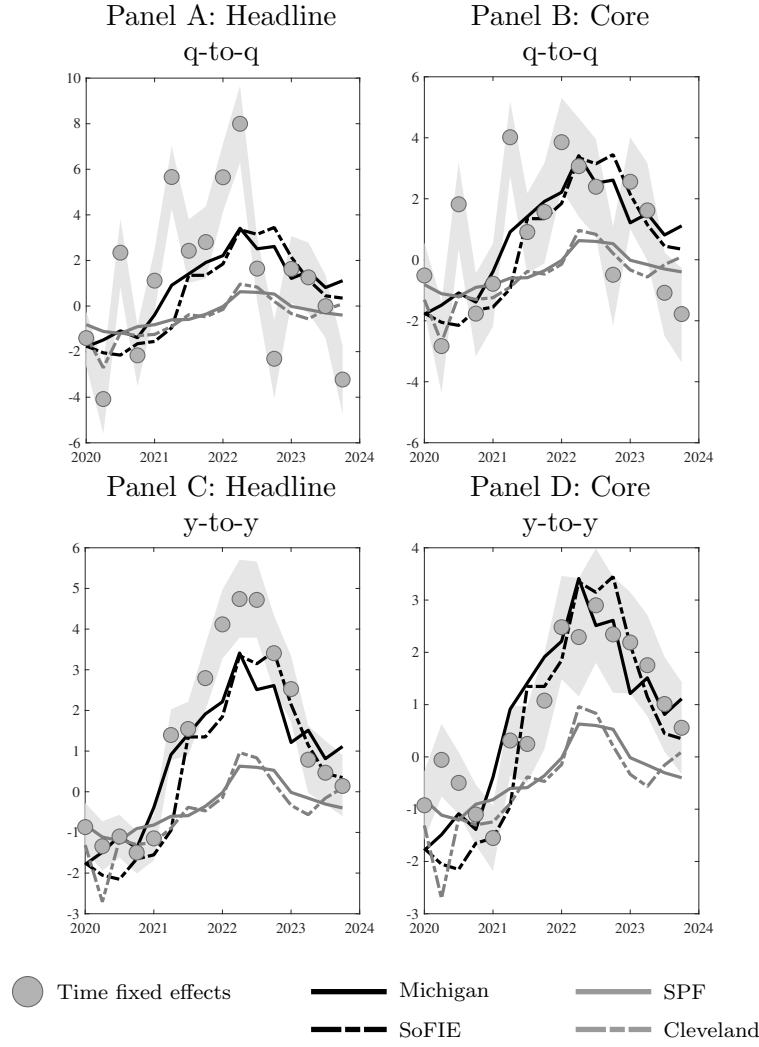 Panel A: Headline
q-to-q
10
8
6
4
2
0
-2
-4
-6
2020 2021 2022 2023 2024
Panel B: Core
q-to-q
6
4
2
0
-2
-4
-6
2020 2021 2022 2023 2024
Panel C: Headline
y-to-y
6
5
4
3
2
1
0
-1
-2
-3
2020 2021 2022 2023 2024
Panel D: Core
y-to-y
4
3
2
1
0
-1
-2
-3
2020 2021 2022 2023 2024
Time fixed effects Michigan SPF
SoFIE Cleveland